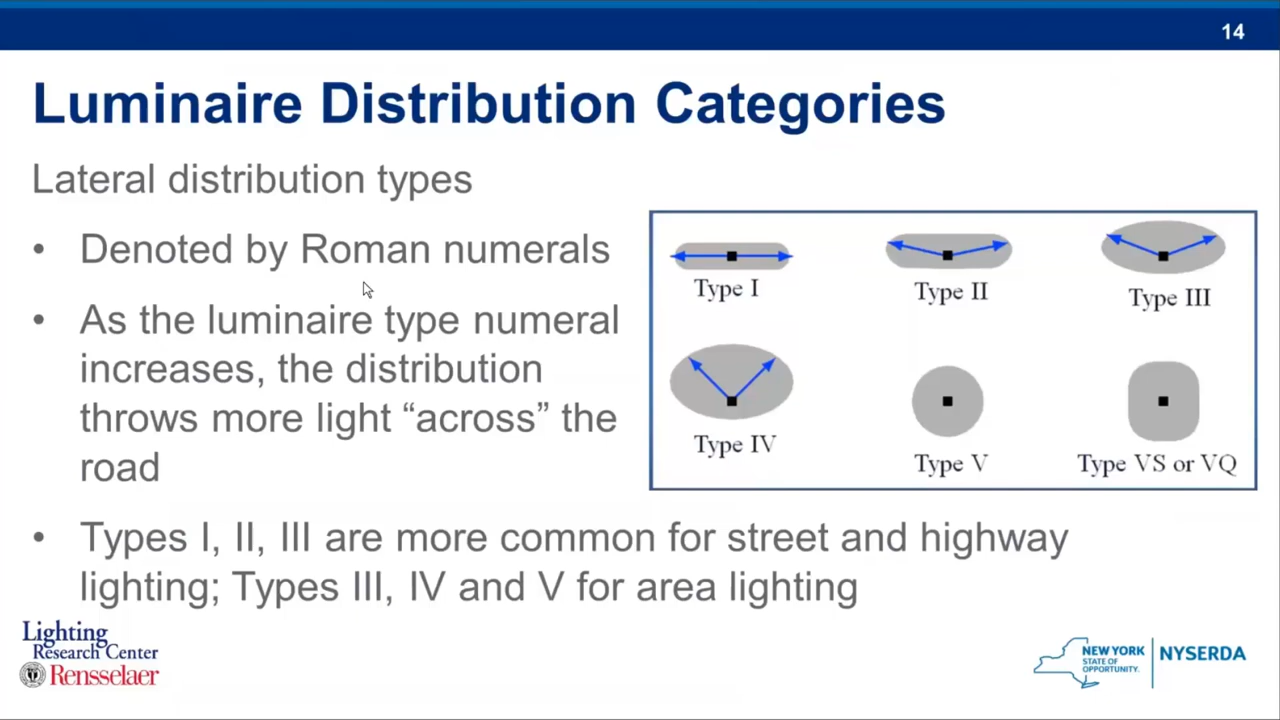 14
Luminaire Distribution Categories
Lateral distribution types
• Denoted by Roman numerals
• As the luminaire type numeral
increases, the distribution
throws more light “across” the
road
Type I
Type II
Type III
Type IV
Type V
Type VS or VQ
• Types I, II, III are more common for street and highway
lighting; Types III, IV and V for area lighting
Lighting
Research Center
Rensselaer
NEW YORK
STATE OF
OPPORTUNITY.
NYSERDA